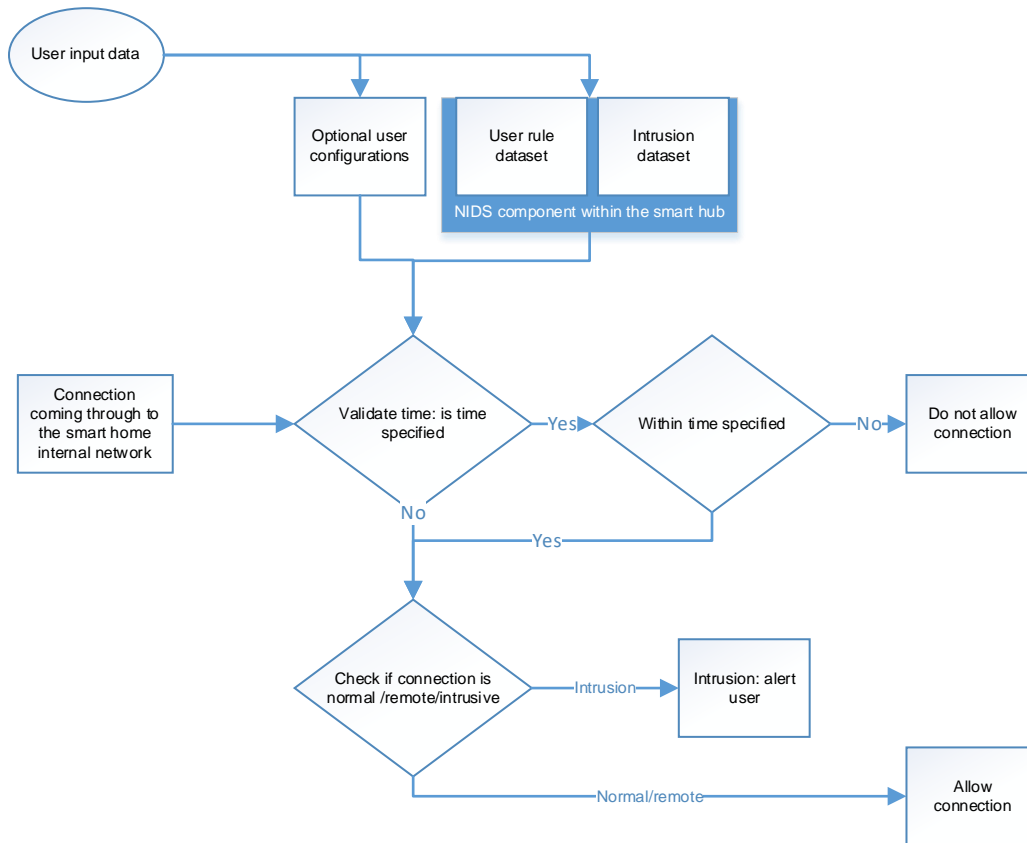 User input data
Optional user
configurations
User rule
dataset
Intrusion
dataset
NIDS component within the smart hub
Connection
coming through to
the smart home
internal network
Validate time: is time
specified
Yes
Within time specified
No
Do not allow
connection
No
Yes
Check if connection is
normal /remote/intrusive
Intrusion
Intrusion: alert
user
Normal/remote
Allow
connection